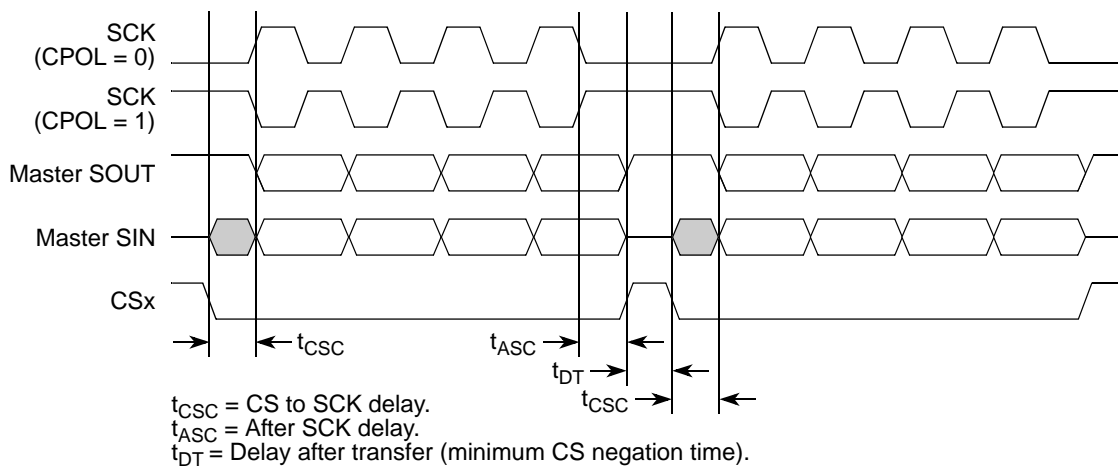 SCK
(CPOL = 0)
SCK
(CPOL = 1)
Master SOUT
Master SIN
CSx
tCSC
tASC
tDT
tCSC
tCSC = CS to SCK delay.
tASC = After SCK delay.
tDT = Delay after transfer (minimum CS negation time).